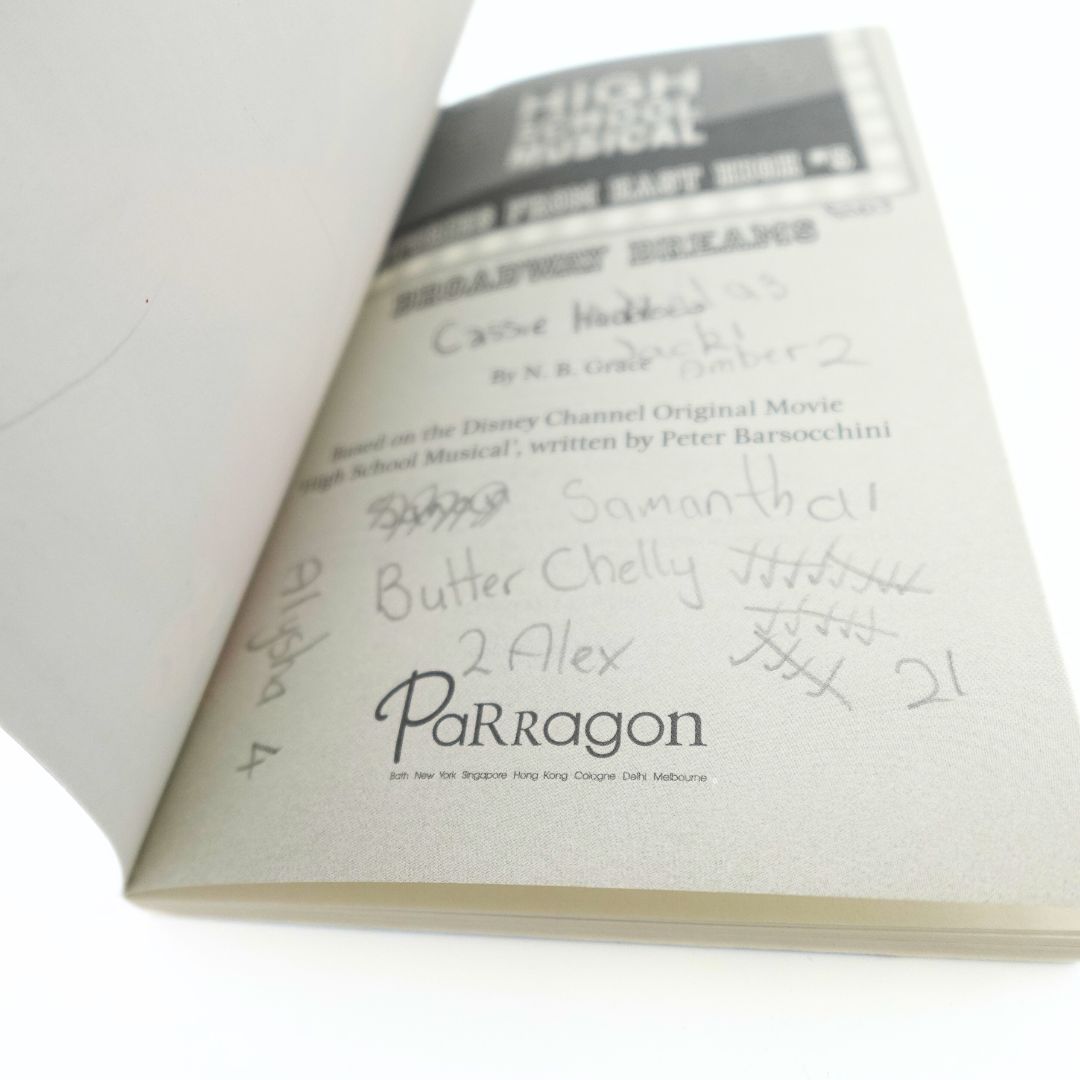 HIGH
SCHOOL
MUSICAL
FROM EAST HIGH #5
BROADWAY DREAMS
Cassie
Jacki
By N. B. Grace Amber 2
Based on the Disney Channel Original Movie
'High School Musical', written by Peter Barsocchini
Samantha 1
Butter Chelly
2 Alex
21
Alysha 4
Parragon
Bath New York Singapore Hong Kong Cologne Delhi Melbourne